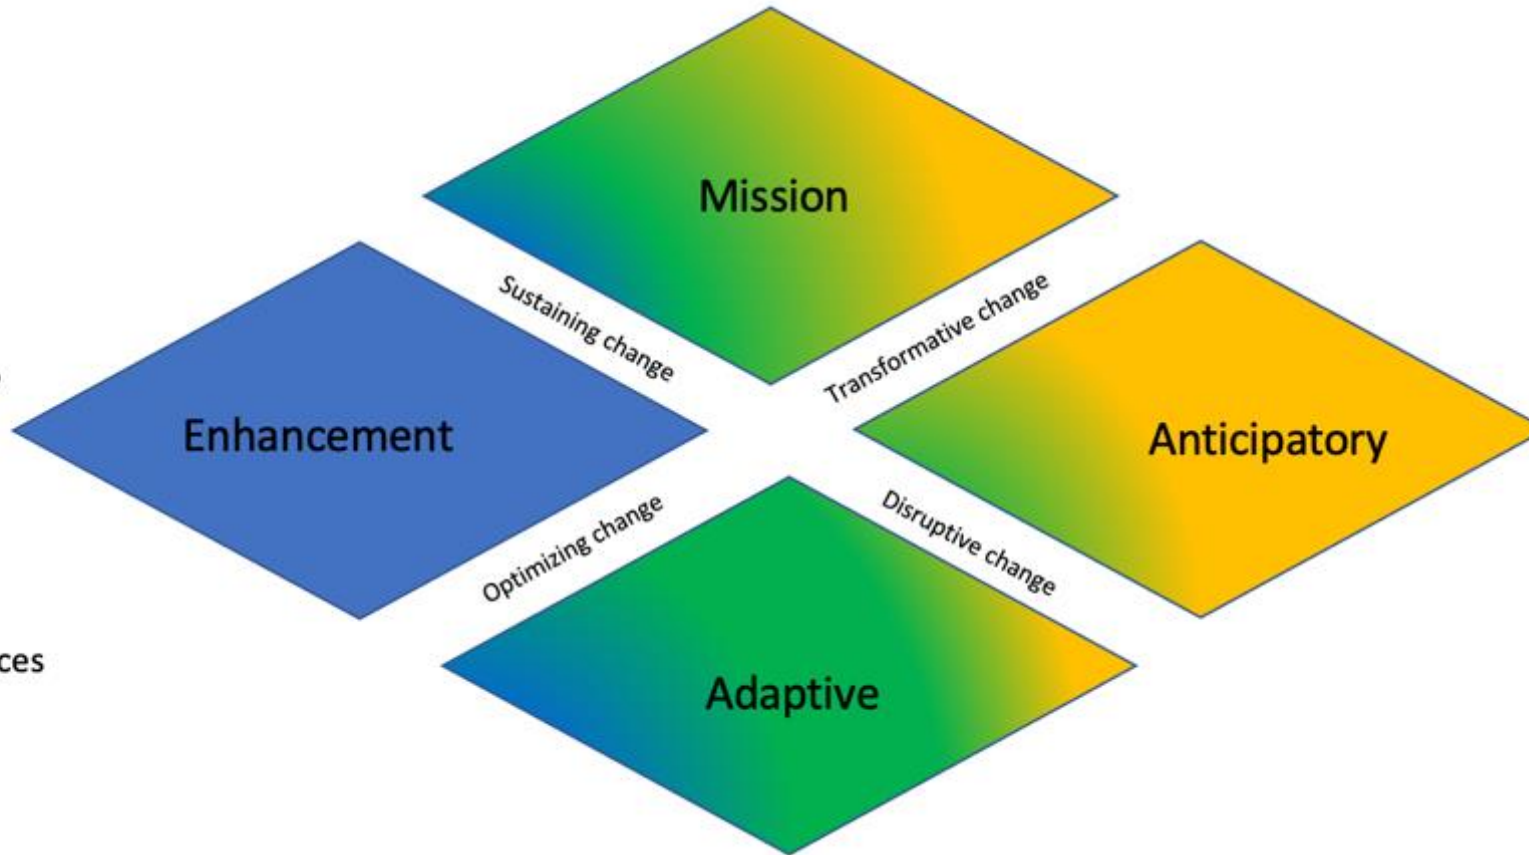 Mission
Sustaining change
Transformative change
Enhancement
Anticipatory
Optimizing change
Disruptive change
ces
Adaptive